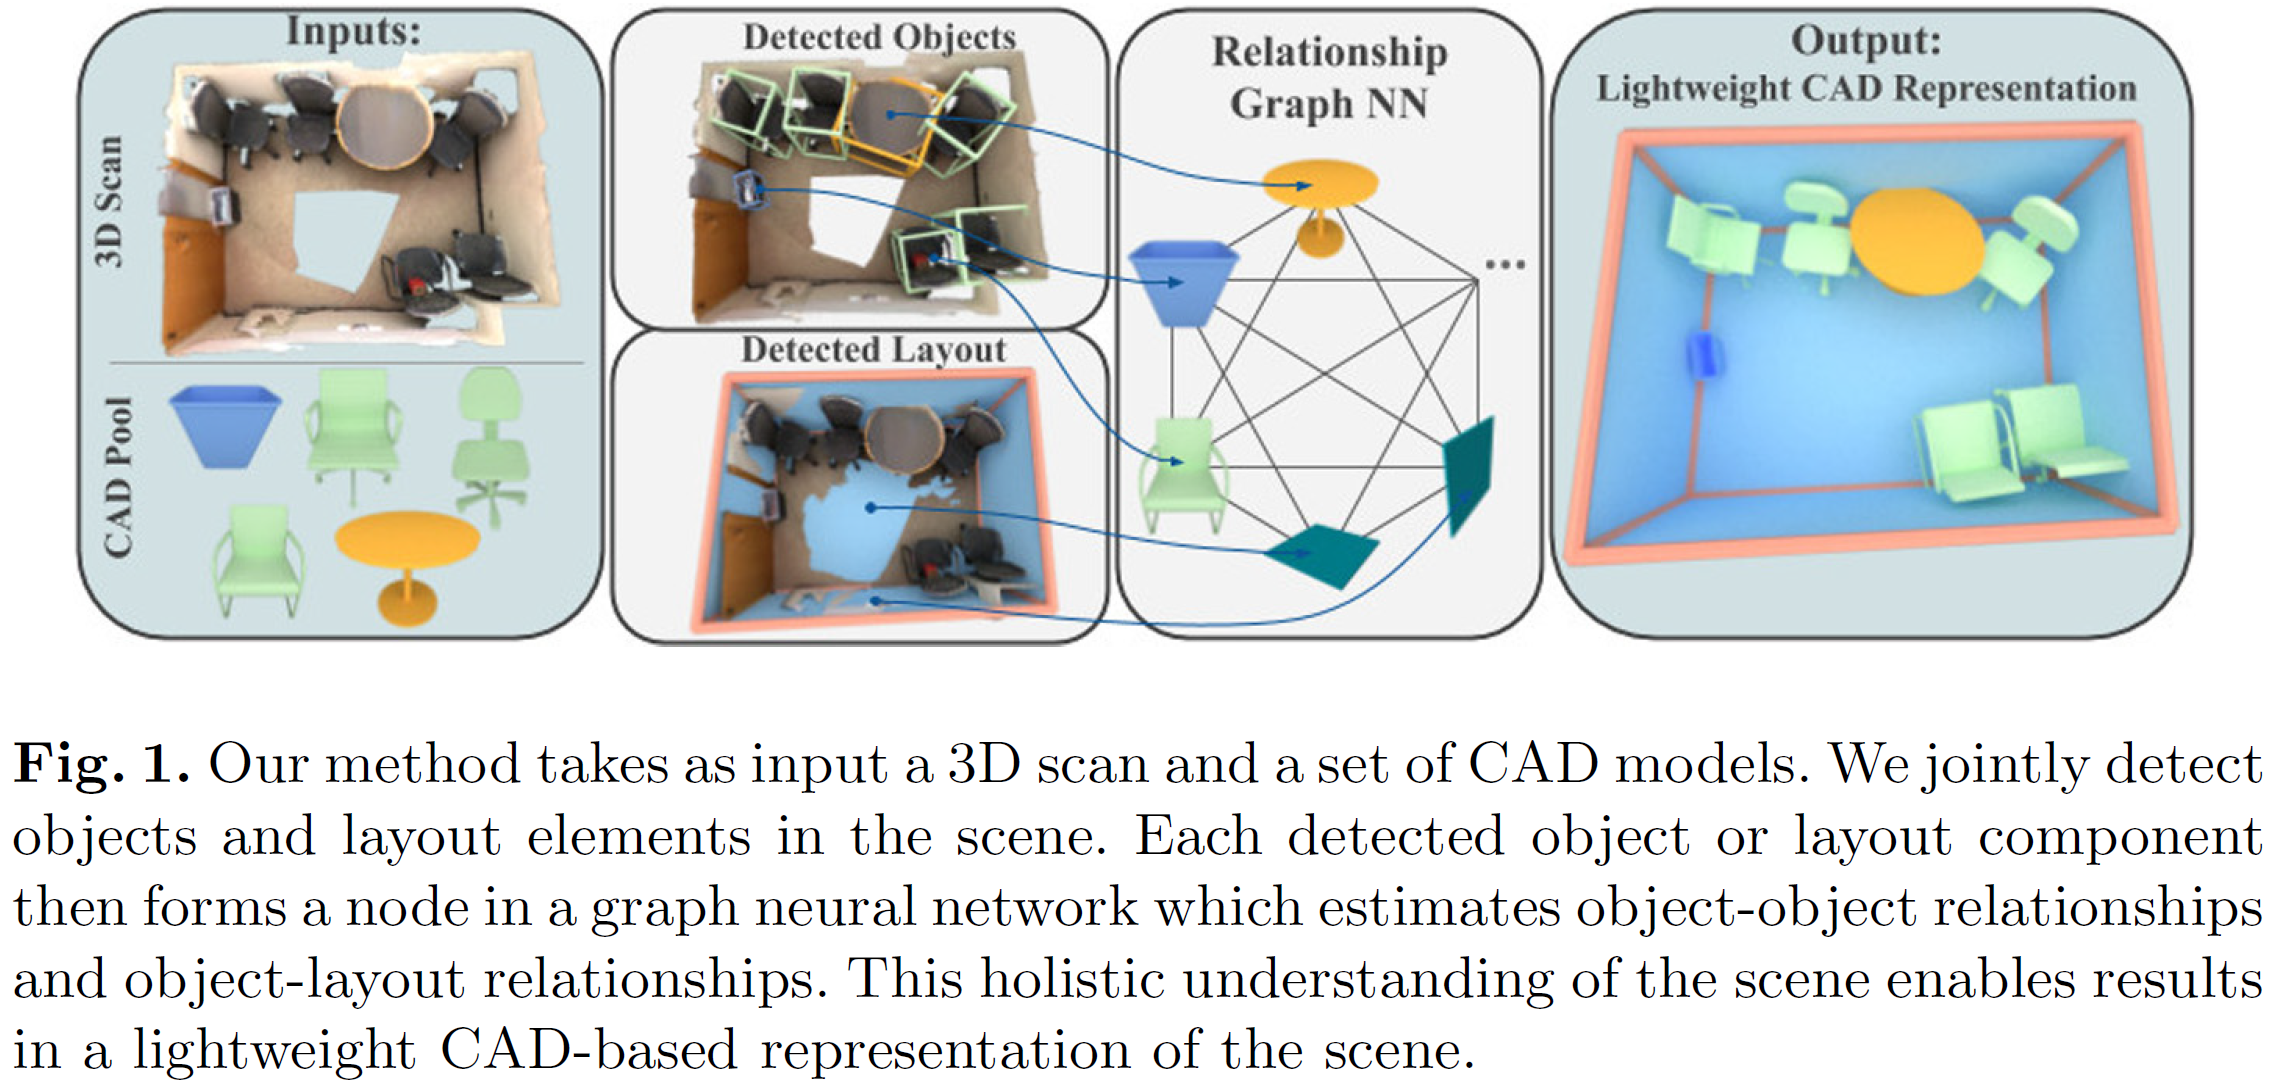 Inputs:
3D Scan
CAD Pool
Detected Objects
Detected Layout
Relationship
Graph NN
...
Output:
Lightweight CAD Representation
Fig. 1. Our method takes as input a 3D scan and a set of CAD models. We jointly detect
objects and layout elements in the scene. Each detected object or layout component
then forms a node in a graph neural network which estimates object-object relationships
and object-layout relationships. This holistic understanding of the scene enables results
in a lightweight CAD-based representation of the scene.